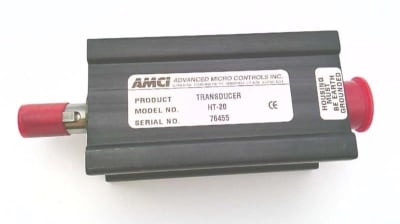 AMCI ADVANCED MICRO CONTROLS INC.
PRODUCT TRANSDUCER
MODEL NO. HT-20
SERIAL NO. 76455
CE
HOUSING
MUST
BE EARTH
GROUNDED